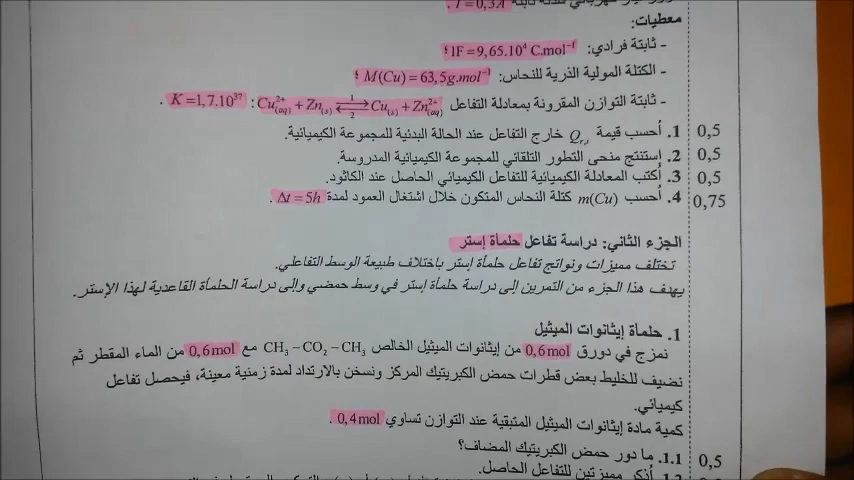 ثابتة I = 0,3A .
معطيات:
- ثابتة فرادي: 1F = 9,65.10⁴ C.mol⁻¹ ؛
- الكتلة المولية الذرية للنحاس: M(Cu) = 63,5g.mol⁻¹ ؛
- ثابتة التوازن المقرونة بمعادلة التفاعل Cu²⁺(aq) + Zn(s) ⇄ Cu(s) + Zn²⁺(aq) : K = 1,7.10³⁷ .
0,5 1. أحسب قيمة Qr,i خارج التفاعل عند الحالة البدئية للمجموعة الكيميائية.
0,5 2. إستنتج منحى التطور التلقائي للمجموعة الكيميائية المدروسة.
0,5 3. أكتب المعادلة الكيميائية للتفاعل الكيميائي الحاصل عند الكاثود.
0,75 4. أحسب m(Cu) كتلة النحاس المتكون خلال اشتغال العمود لمدة Δt = 5h .
الجزء الثاني: دراسة تفاعل حلمأة إستر
تختلف مميزات ونواتج تفاعل حلمأة إستر باختلاف طبيعة الوسط التفاعلي.
يهدف هذا الجزء من التمرين إلى دراسة حلمأة إستر في وسط حمضي وإلى دراسة الحلمأة القاعدية لهذا الإستر.
1. حلمأة إيثانوات الميثيل
نمزج في دورق 0,6mol من إيثانوات الميثيل الخالص CH₃ – CO₂ – CH₃ مع 0,6mol من الماء المقطر ثم
نضيف للخليط بعض قطرات حمض الكبريتيك المركز ونسخن بالارتداد لمدة زمنية معينة، فيحصل تفاعل
كيميائي.
كمية مادة إيثانوات الميثيل المتبقية عند التوازن تساوي 0,4mol .
0,5 1.1. ما دور حمض الكبريتيك المضاف؟
1.2. أذكر مميزتين للتفاعل الحاصل.